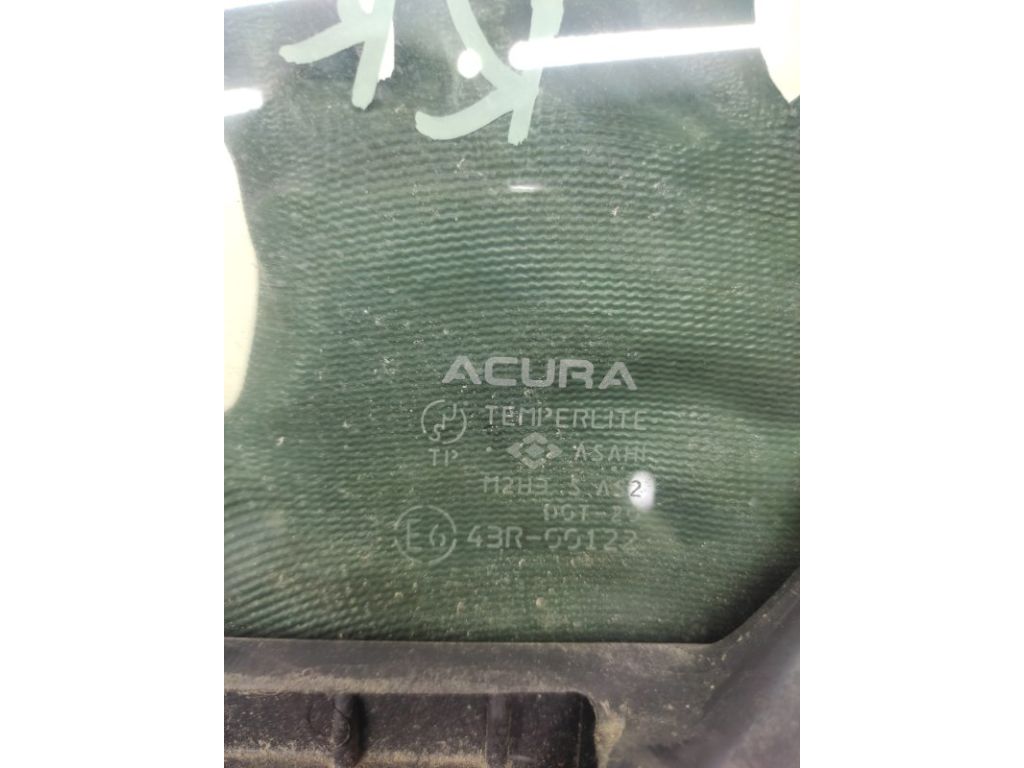 ACURA
TEMPERLITE
TP · ASAHI
M2H3 S AS2
DOT-20
E6 43R-00122